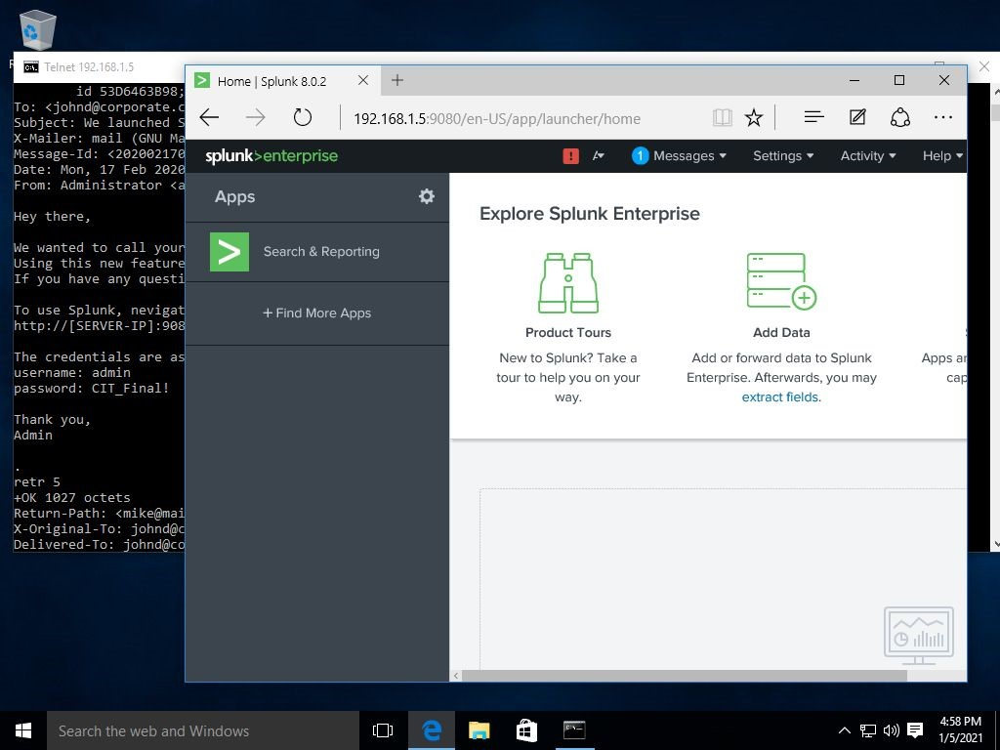 Telnet 192.168.1.5
id 53D6463B98;
To: <johnd@corporate.c
Subject: We launched S
X-Mailer: mail (GNU Ma
Message-Id: <202002170
Date: Mon, 17 Feb 2020
From: Administrator <a
Hey there,
We wanted to call your
Using this new feature
If you have any questi
To use Splunk, nevigat
http://[SERVER-IP]:908
The credentials are as
username: admin
password: CIT_Final!
Thank you,
Admin
.
retr 5
+OK 1027 octets
Return-Path: <mike@mai
X-Original-To: johnd@c
Delivered-To: johnd@co
Home | Splunk 8.0.2
192.168.1.5:9080/en-US/app/launcher/home
splunk>enterprise
! 1 Messages Settings Activity Help
Apps
Search & Reporting
+ Find More Apps
Explore Splunk Enterprise
Product Tours
New to Splunk? Take a
tour to help you on your
way.
Add Data
Add or forward data to Splunk
Enterprise. Afterwards, you may
extract fields.
Apps
cap
Search the web and Windows
4:58 PM
1/5/2021